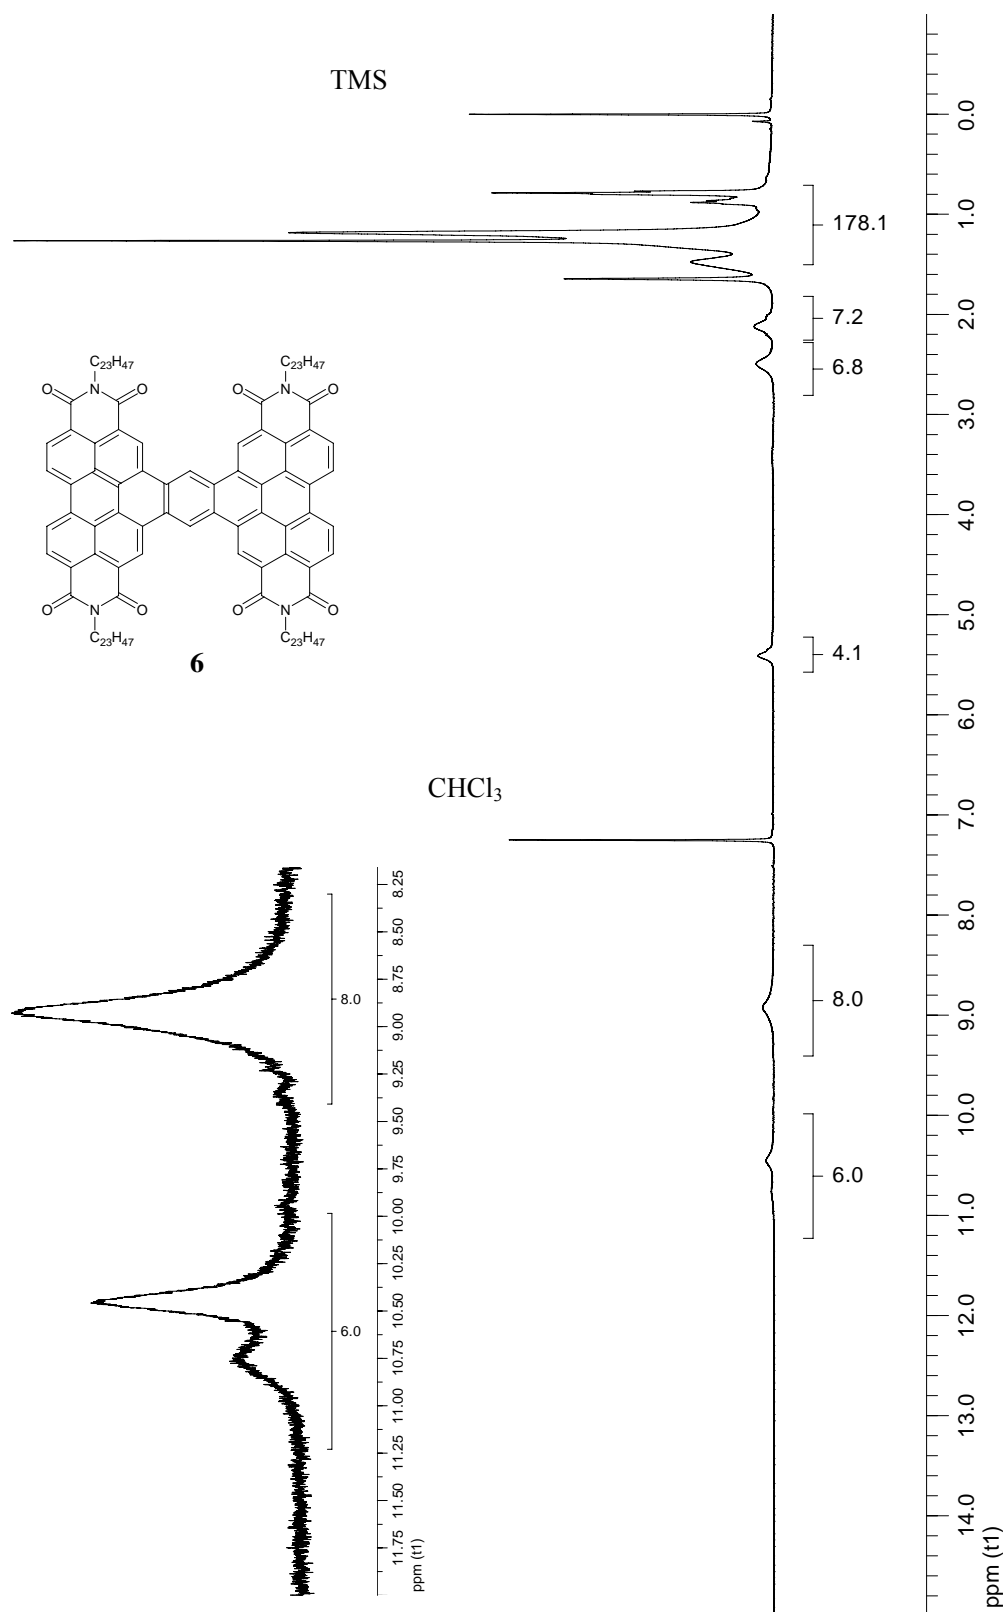 TMS
0.0
1.0
2.0
3.0
4.0
5.0
6.0
7.0
8.0
9.0
10.0
11.0
12.0
13.0
14.0
ppm (t1)
178.1
7.2
6.8
4.1
8.0
6.0
C23H47
C23H47
N
N
O
O
O
O
O
O
O
O
N
N
C23H47
C23H47
6
CHCl3
8.25
8.50
8.75
9.00
9.25
9.50
9.75
10.00
10.25
10.50
10.75
11.00
11.25
11.50
11.75
ppm (t1)
8.0
6.0